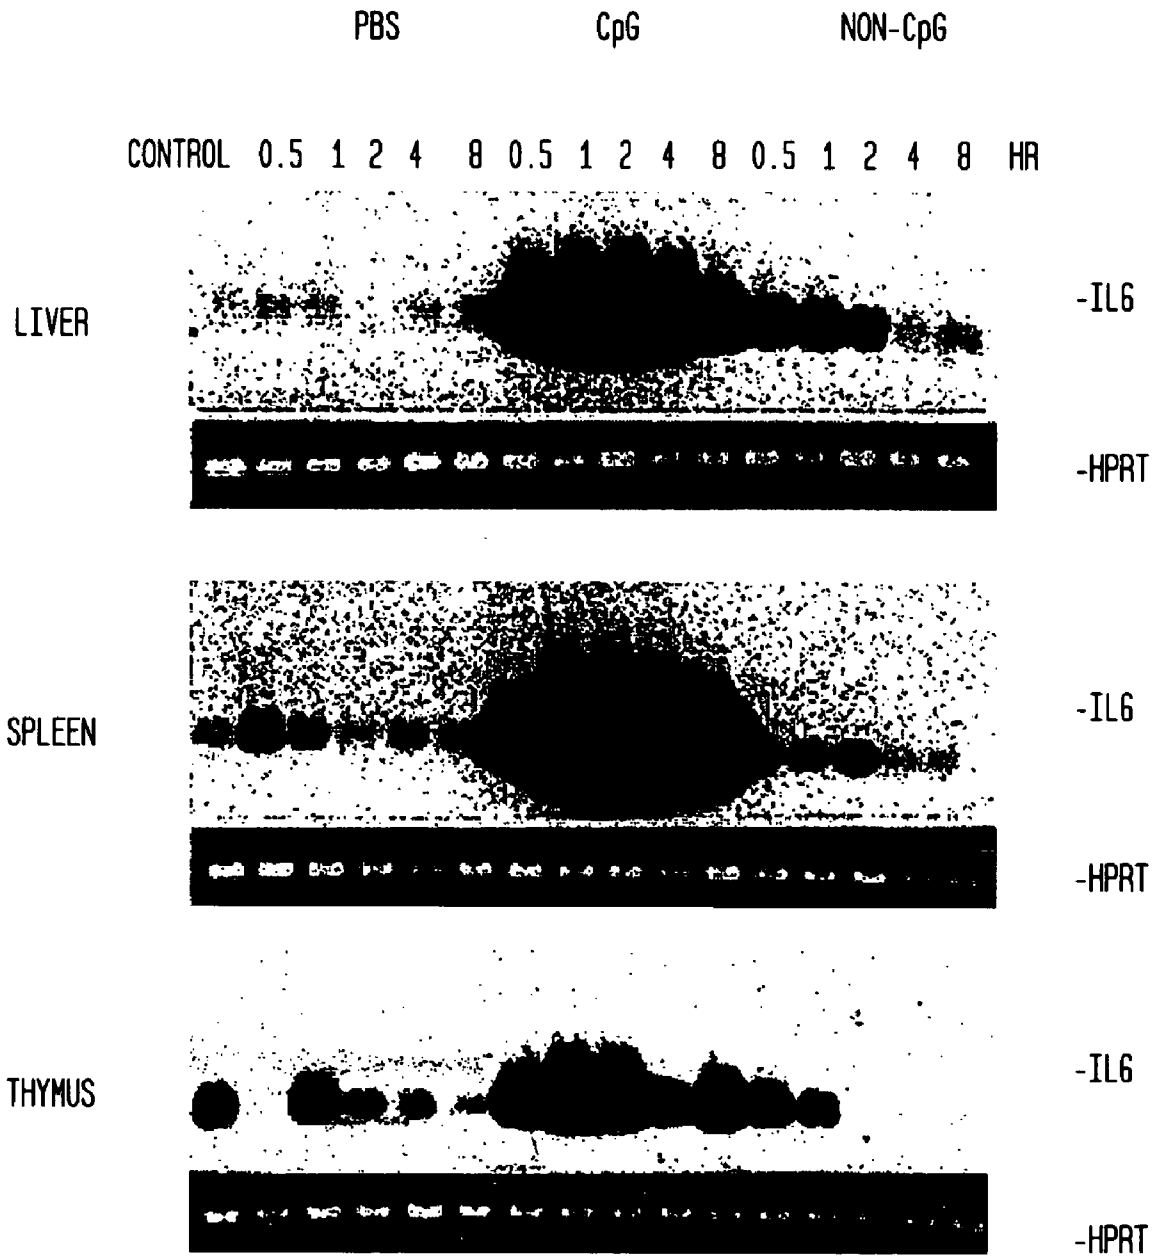 PBS CpG NON-CpG
CONTROL 0.5 1 2 4 8 0.5 1 2 4 8 0.5 1 2 4 8 HR
-IL6
LIVER
-HPRT
-IL6
SPLEEN
-HPRT
-IL6
THYMUS
-HPRT